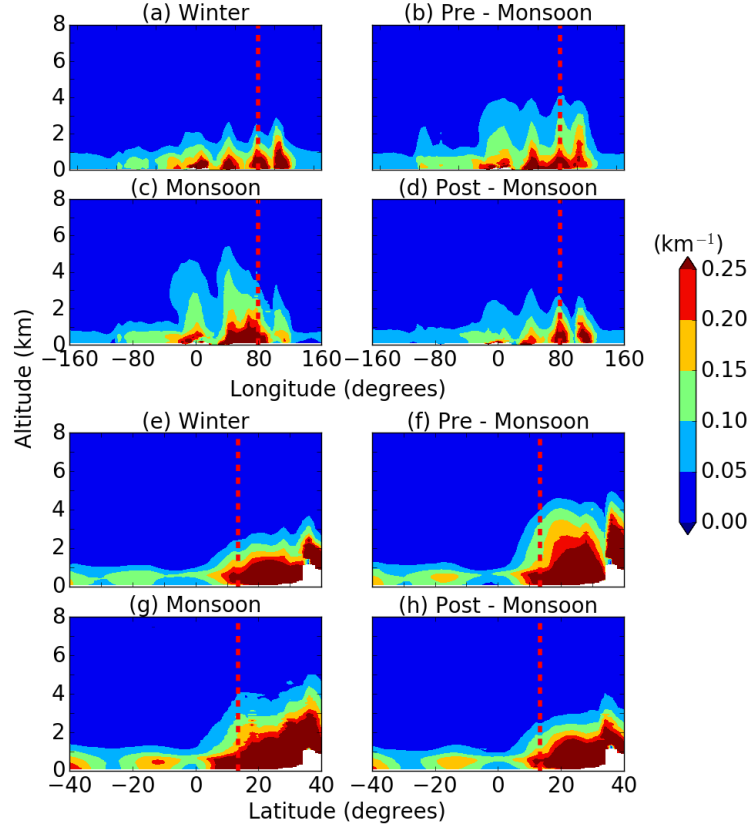 (a) Winter
(b) Pre - Monsoon
8
6
4
2
0
(c) Monsoon
(d) Post - Monsoon
8
6
4
2
0
−160 −80 0 80 160
−160 −80 0 80 160
Longitude (degrees)
Altitude (km)
(km⁻¹)
0.25
0.20
0.15
0.10
0.05
0.00
(e) Winter
(f) Pre - Monsoon
8
6
4
2
0
(g) Monsoon
(h) Post - Monsoon
8
6
4
2
0
−40 −20 0 20 40
−40 −20 0 20 40
Latitude (degrees)